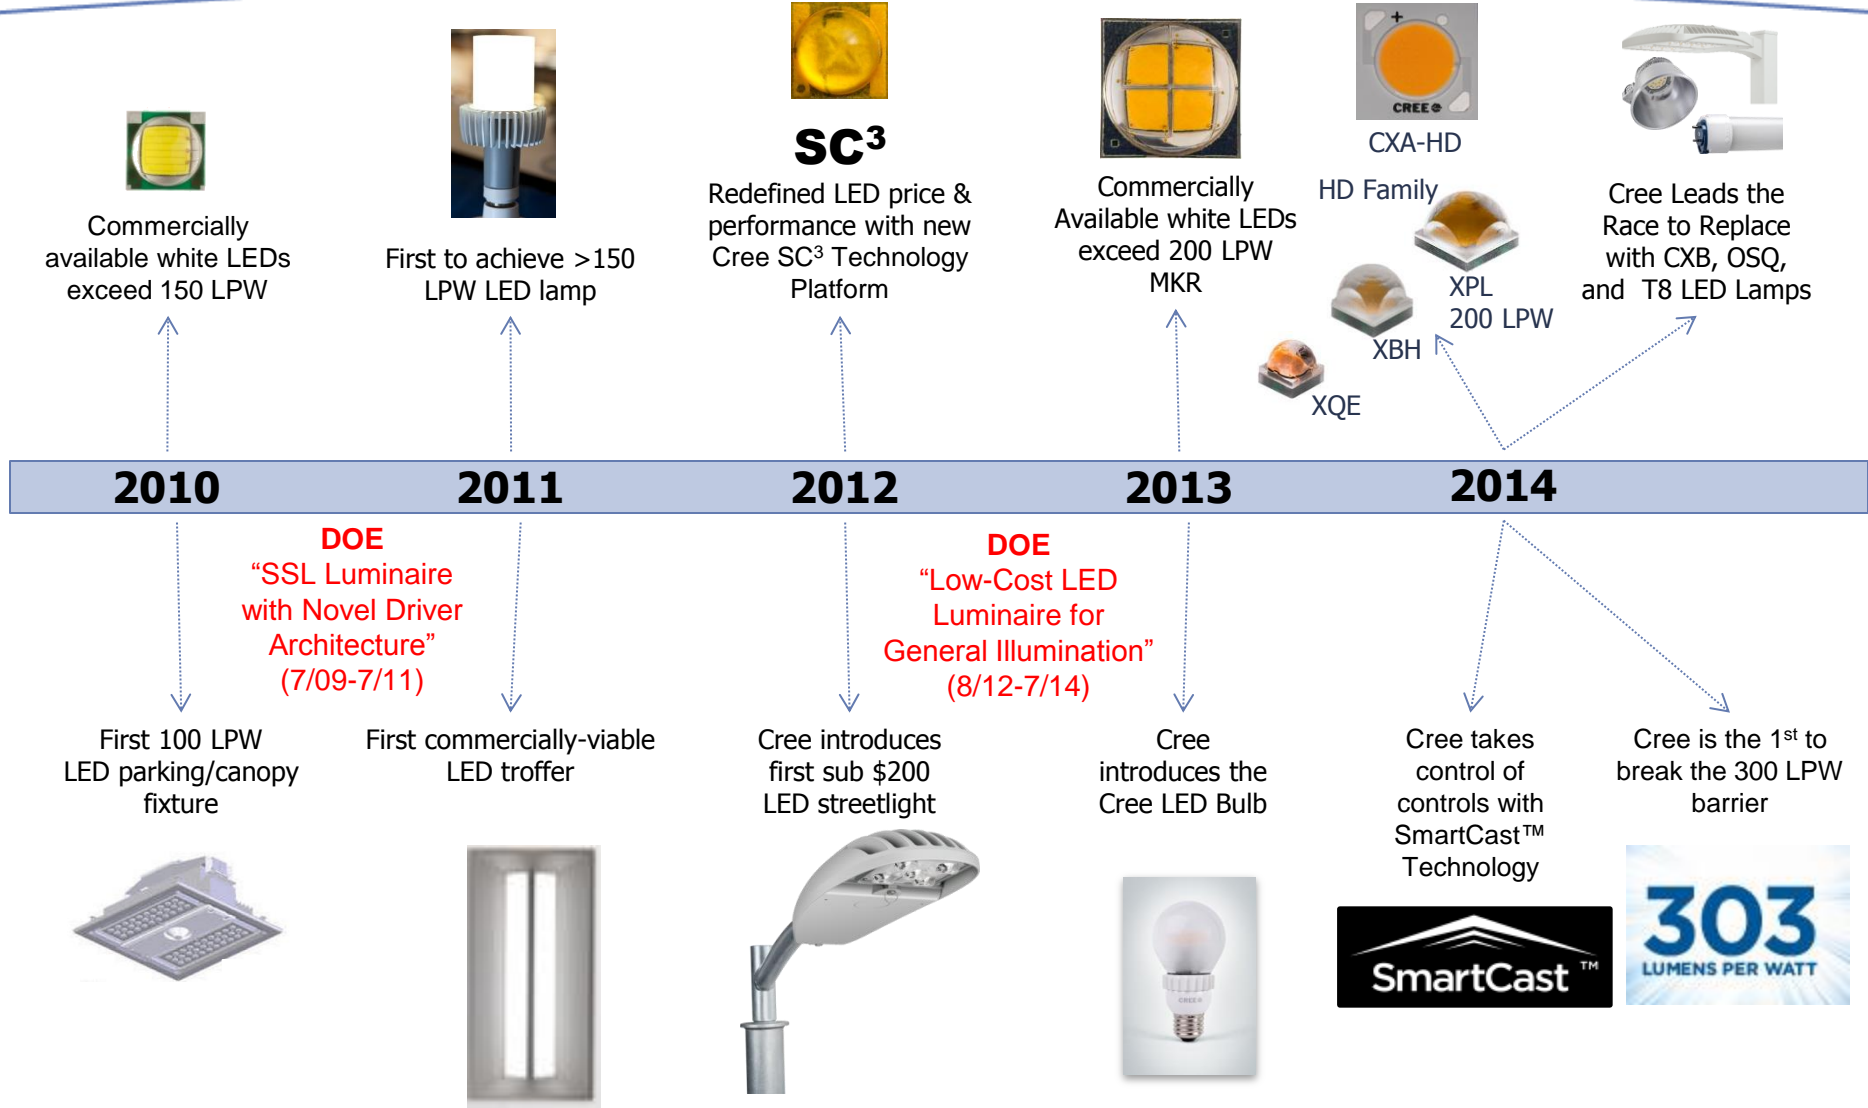 Commercially
available white LEDs
exceed 150 LPW
First to achieve >150
LPW LED lamp
SC³
Redefined LED price &
performance with new
Cree SC³ Technology
Platform
Commercially
Available white LEDs
exceed 200 LPW
MKR
+
CREE
CXA-HD
HD Family
XPL
200 LPW
XBH
XQE
Cree Leads the
Race to Replace
with CXB, OSQ,
and T8 LED Lamps
2010
2011
2012
2013
2014
DOE
“SSL Luminaire
with Novel Driver
Architecture”
(7/09-7/11)
DOE
“Low-Cost LED
Luminaire for
General Illumination”
(8/12-7/14)
First 100 LPW
LED parking/canopy
fixture
First commercially-viable
LED troffer
Cree introduces
first sub $200
LED streetlight
Cree
introduces the
Cree LED Bulb
CREE
Cree takes
control of
controls with
SmartCast™
Technology
SmartCast™
Cree is the 1st to
break the 300 LPW
barrier
303
LUMENS PER WATT